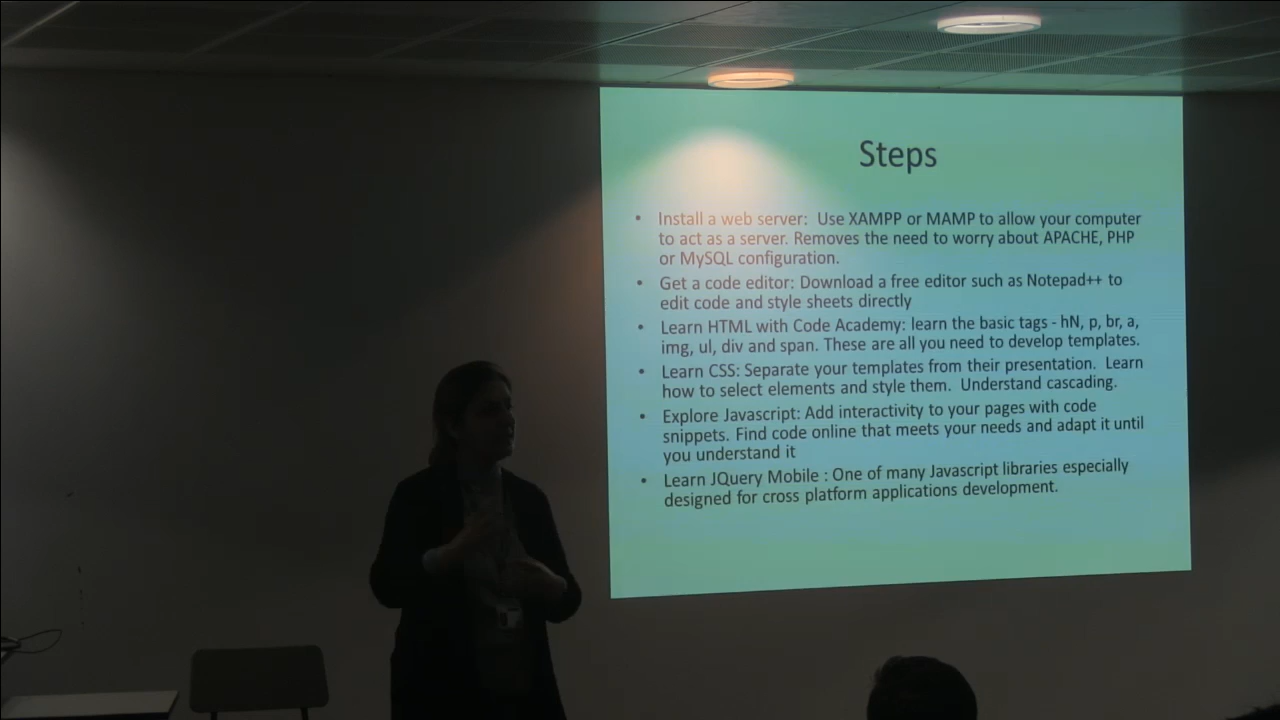 Steps
• Install a web server: Use XAMPP or MAMP to allow your computer
to act as a server. Removes the need to worry about APACHE, PHP
or MySQL configuration.
• Get a code editor: Download a free editor such as Notepad++ to
edit code and style sheets directly
• Learn HTML with Code Academy: learn the basic tags - hN, p, br, a,
img, ul, div and span. These are all you need to develop templates.
• Learn CSS: Separate your templates from their presentation. Learn
how to select elements and style them. Understand cascading.
• Explore Javascript: Add interactivity to your pages with code
snippets. Find code online that meets your needs and adapt it until
you understand it
• Learn JQuery Mobile : One of many Javascript libraries especially
designed for cross platform applications development.